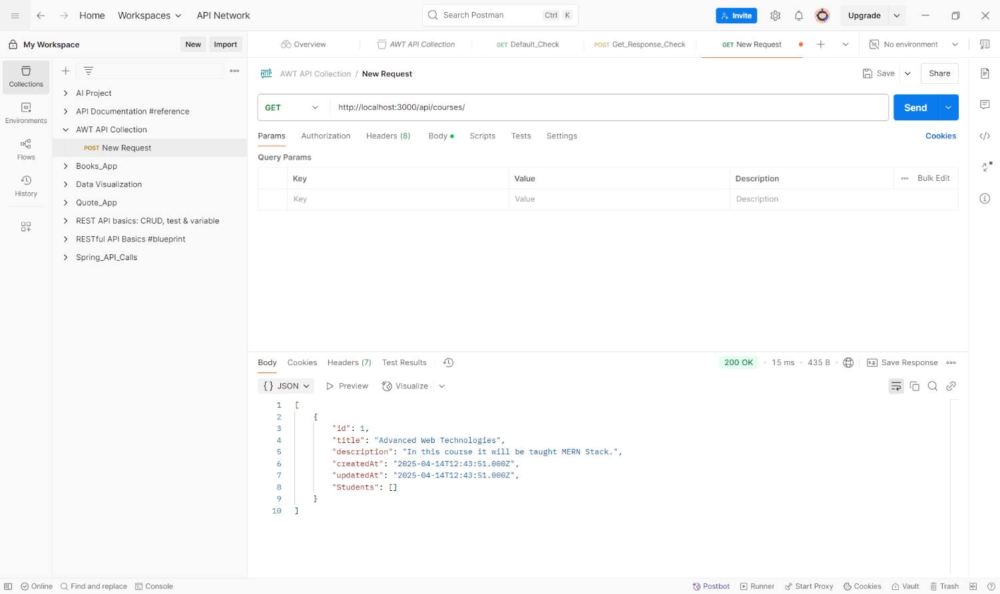 Home Workspaces API Network Search Postman Ctrl K Invite Upgrade
My Workspace New Import Overview AWT API Collection GET Default_Check POST Get_Response_Check GET New Request No environment
Collections
Environments
Flows
History
AI Project
API Documentation #reference
AWT API Collection
POST New Request
Books_App
Data Visualization
Quote_App
REST API basics: CRUD, test & variable
RESTful API Basics #blueprint
Spring_API_Calls
HTTP AWT API Collection / New Request Save Share
GET http://localhost:3000/api/courses/ Send
Params Authorization Headers (8) Body Scripts Tests Settings Cookies
Query Params
Key Value Description Bulk Edit
Key Value Description
Body Cookies Headers (7) Test Results 200 OK 15 ms 435 B e.g. Save Response
{} JSON Preview Visualize
1 [
2 {
3 "id": 1,
4 "title": "Advanced Web Technologies",
5 "description": "In this course it will be taught MERN Stack.",
6 "createdAt": "2025-04-14T12:43:51.000Z",
7 "updatedAt": "2025-04-14T12:43:51.000Z",
8 "Students": []
9 }
10 ]
Online Find and replace Console Postbot Runner Start Proxy Cookies Vault Trash